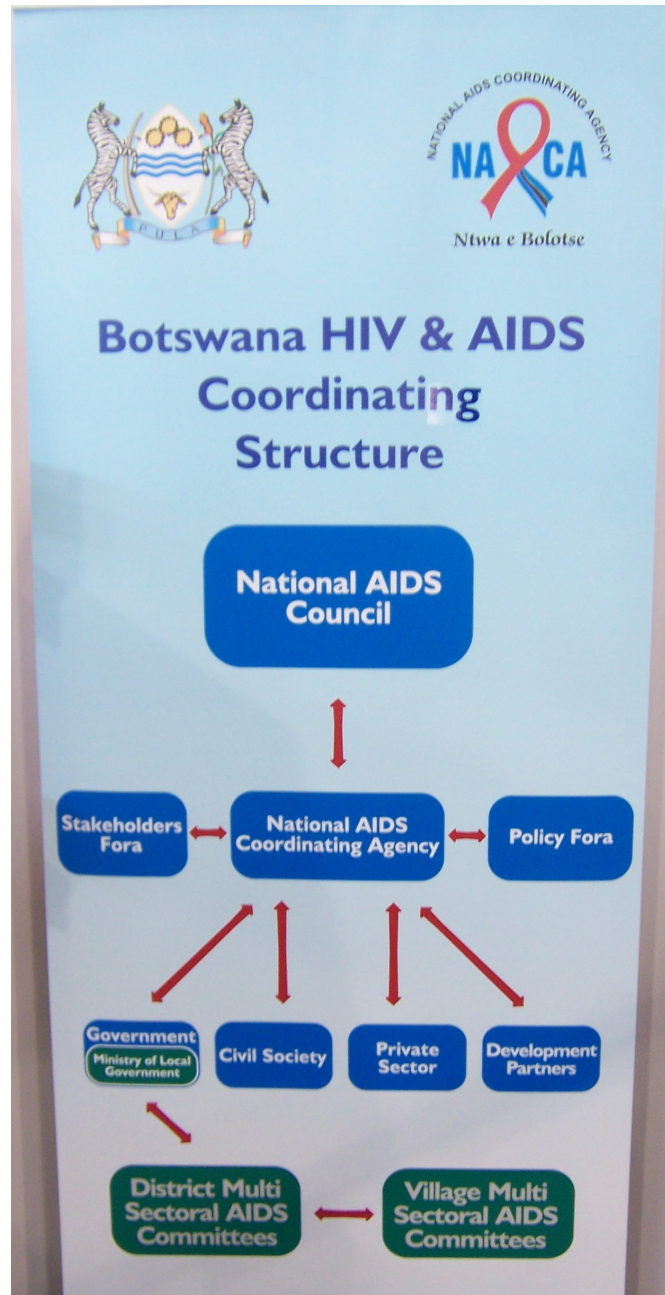 NATIONAL AIDS COORDINATING AGENCY
NA CA
Ntwa e Bolotse
PULA
Botswana HIV & AIDS
Coordinating
Structure
National AIDS
Council
Stakeholders
Fora
National AIDS
Coordinating Agency
Policy Fora
Government
Ministry of Local
Government
Civil Society
Private
Sector
Development
Partners
District Multi
Sectoral AIDS
Committees
Village Multi
Sectoral AIDS
Committees